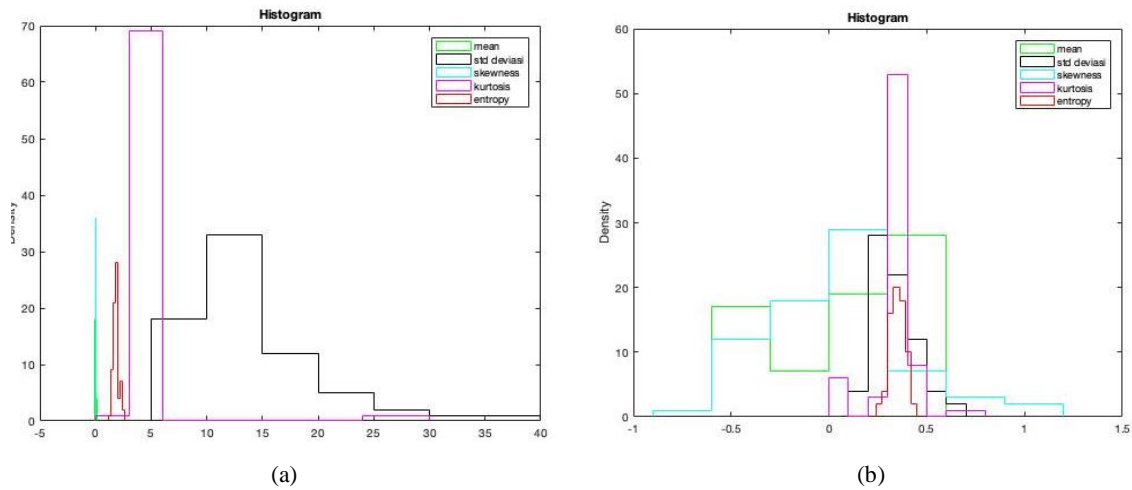 Histogram
70
60
50
40
30
20
10
0
Density
-5
0
5
10
15
20
25
30
35
40
mean
std deviasi
skewness
kurtosis
entropy
(a)
Histogram
60
50
40
30
20
10
0
Density
-1
-0.5
0
0.5
1
1.5
mean
std deviasi
skewness
kurtosis
entropy
(b)